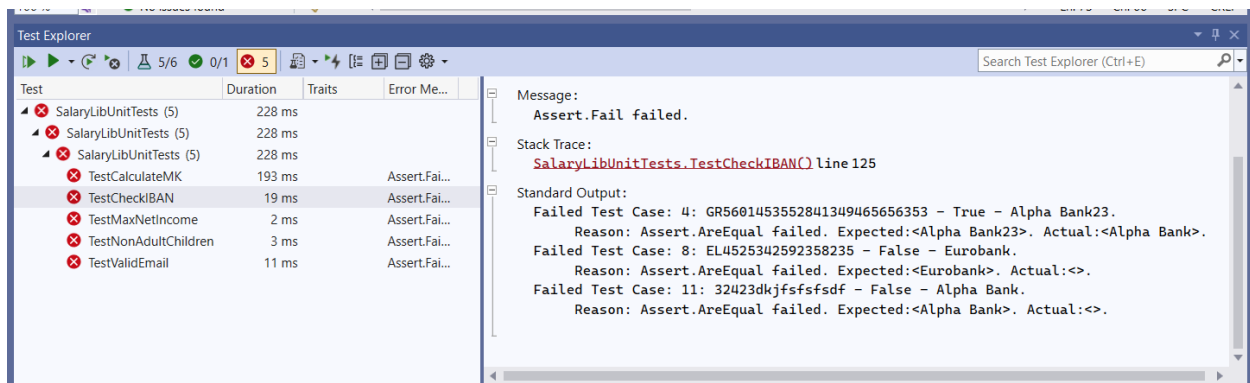 No issues found
Test Explorer
5/6 0/1 5
Search Test Explorer (Ctrl+E)
Test Duration Traits Error Me...
SalaryLibUnitTests (5) 228 ms
SalaryLibUnitTests (5) 228 ms
SalaryLibUnitTests (5) 228 ms
TestCalculateMK 193 ms Assert.Fai...
TestCheckIBAN 19 ms Assert.Fai...
TestMaxNetIncome 2 ms Assert.Fai...
TestNonAdultChildren 3 ms Assert.Fai...
TestValidEmail 11 ms Assert.Fai...
Message:
Assert.Fail failed.
Stack Trace:
SalaryLibUnitTests.TestCheckIBAN() line 125
Standard Output:
Failed Test Case: 4: GR5601453552841349465656353 - True - Alpha Bank23.
Reason: Assert.AreEqual failed. Expected:<Alpha Bank23>. Actual:<Alpha Bank>.
Failed Test Case: 8: EL4525342592358235 - False - Eurobank.
Reason: Assert.AreEqual failed. Expected:<Eurobank>. Actual:<>.
Failed Test Case: 11: 32423dkjfsfsfsdf - False - Alpha Bank.
Reason: Assert.AreEqual failed. Expected:<Alpha Bank>. Actual:<>.